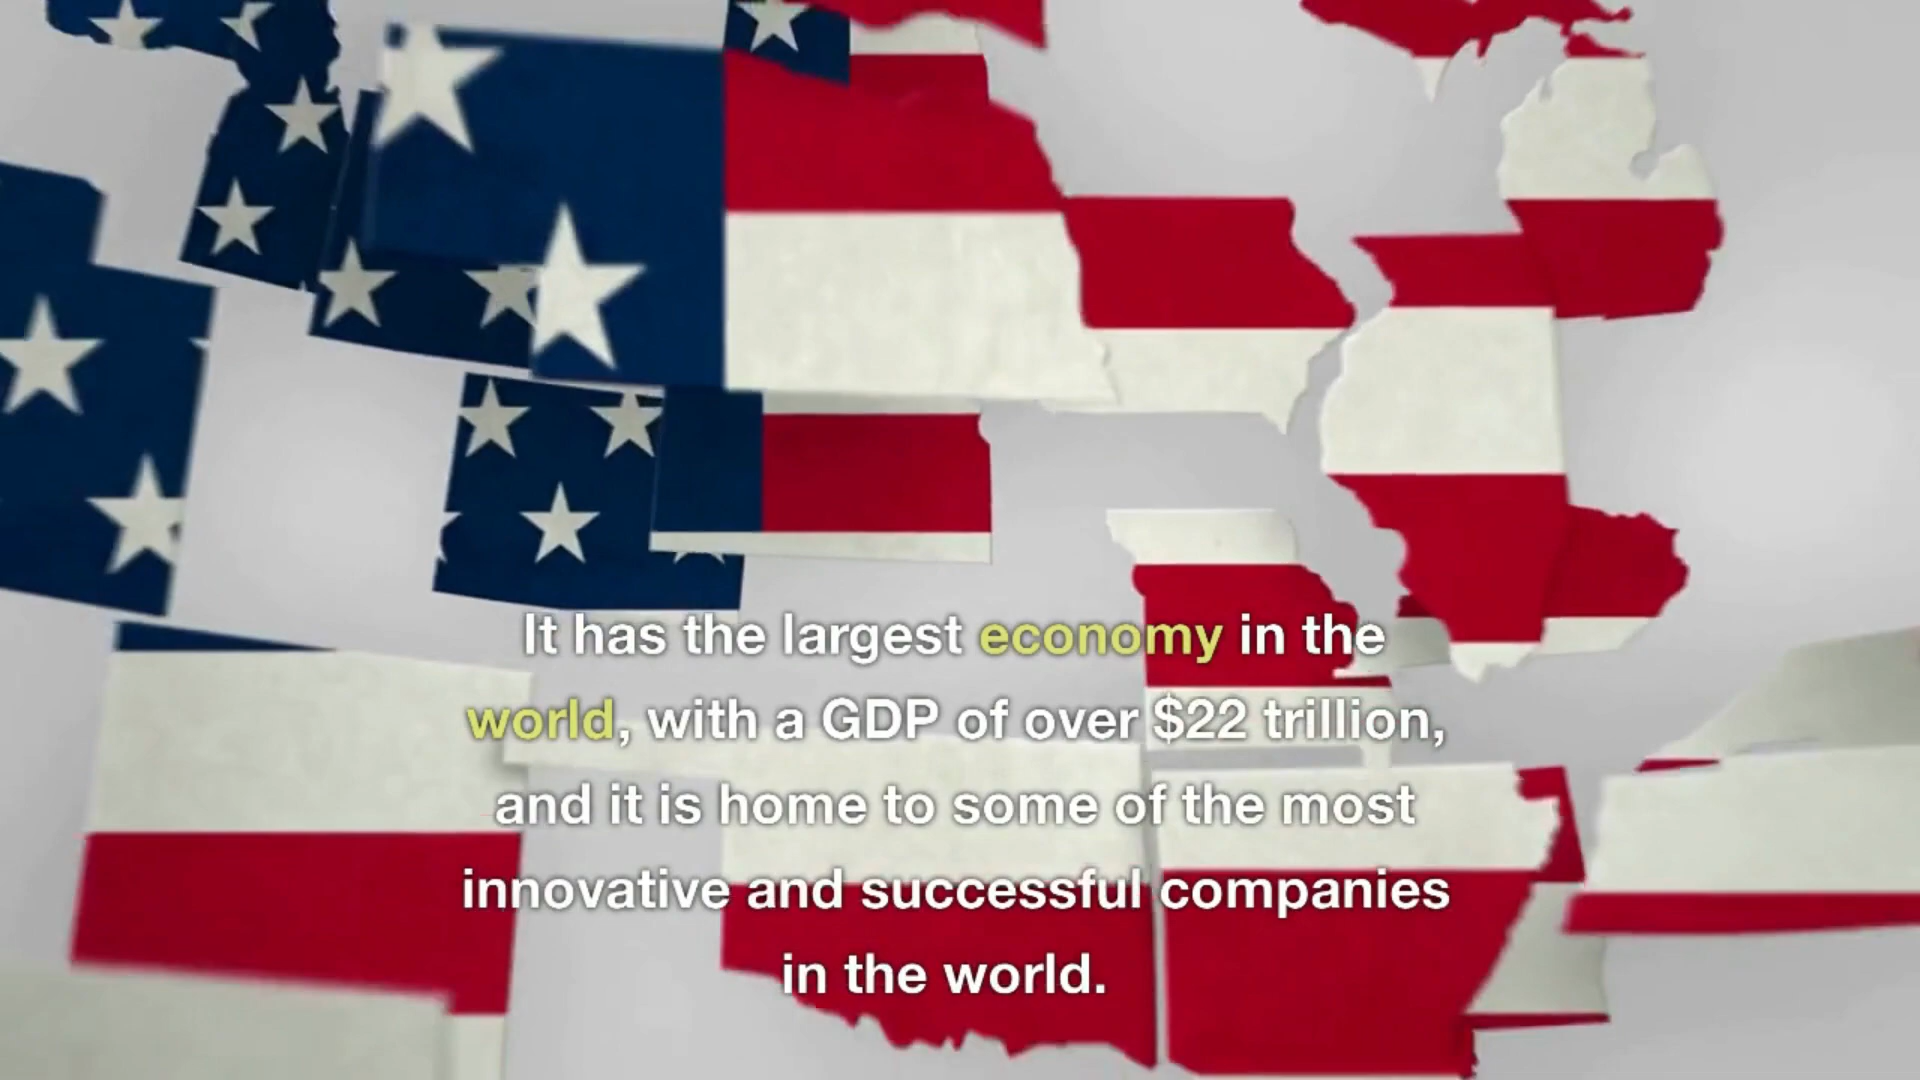 It has the largest economy in the
world, with a GDP of over $22 trillion,
and it is home to some of the most
innovative and successful companies
in the world.